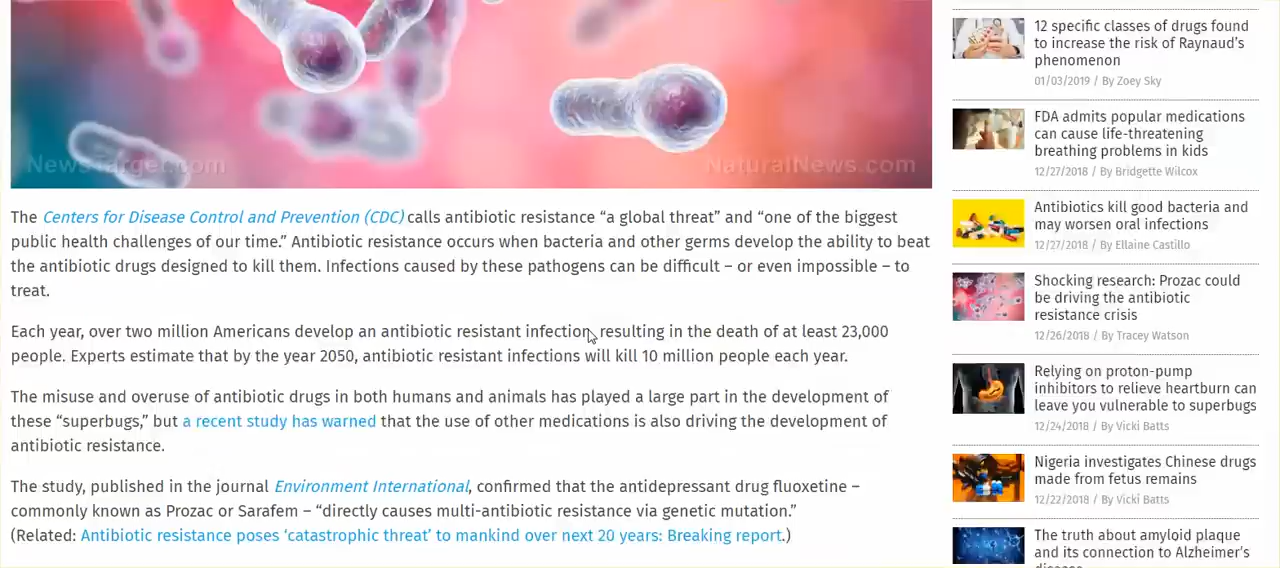 NewsTarget.com
NaturalNews.com
The Centers for Disease Control and Prevention (CDC) calls antibiotic resistance “a global threat” and “one of the biggest
public health challenges of our time.” Antibiotic resistance occurs when bacteria and other germs develop the ability to beat
the antibiotic drugs designed to kill them. Infections caused by these pathogens can be difficult – or even impossible – to
treat.
Each year, over two million Americans develop an antibiotic resistant infection, resulting in the death of at least 23,000
people. Experts estimate that by the year 2050, antibiotic resistant infections will kill 10 million people each year.
The misuse and overuse of antibiotic drugs in both humans and animals has played a large part in the development of
these “superbugs,” but a recent study has warned that the use of other medications is also driving the development of
antibiotic resistance.
The study, published in the journal Environment International, confirmed that the antidepressant drug fluoxetine –
commonly known as Prozac or Sarafem – “directly causes multi-antibiotic resistance via genetic mutation.”
(Related: Antibiotic resistance poses ‘catastrophic threat’ to mankind over next 20 years: Breaking report.)
12 specific classes of drugs found
to increase the risk of Raynaud’s
phenomenon
01/03/2019 / By Zoey Sky
FDA admits popular medications
can cause life-threatening
breathing problems in kids
12/27/2018 / By Bridgette Wilcox
Antibiotics kill good bacteria and
may worsen oral infections
12/27/2018 / By Ellaine Castillo
Shocking research: Prozac could
be driving the antibiotic
resistance crisis
12/26/2018 / By Tracey Watson
Relying on proton-pump
inhibitors to relieve heartburn can
leave you vulnerable to superbugs
12/24/2018 / By Vicki Batts
Nigeria investigates Chinese drugs
made from fetus remains
12/22/2018 / By Vicki Batts
The truth about amyloid plaque
and its connection to Alzheimer’s
disease